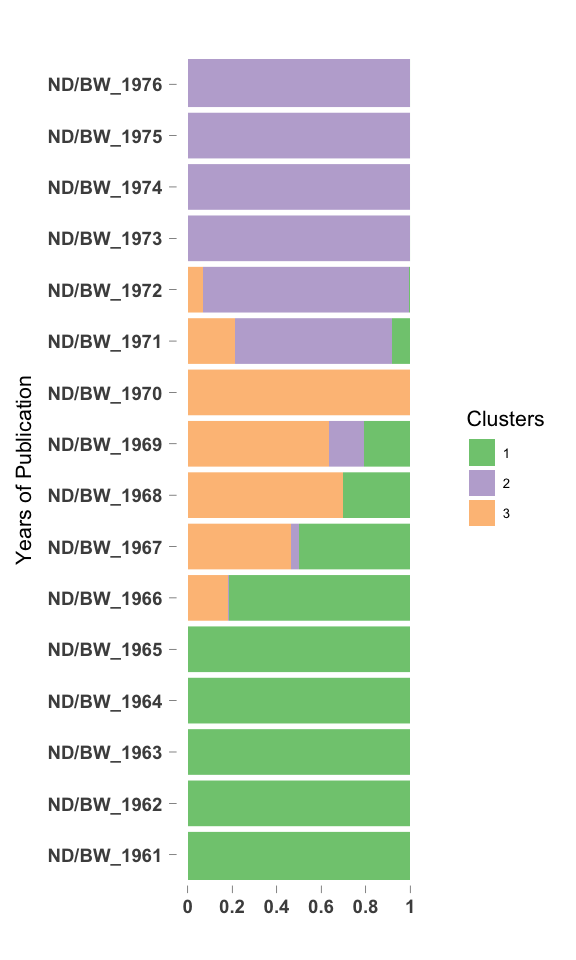 ND/BW_1976
ND/BW_1975
ND/BW_1974
ND/BW_1973
ND/BW_1972
ND/BW_1971
ND/BW_1970
ND/BW_1969
ND/BW_1968
ND/BW_1967
ND/BW_1966
ND/BW_1965
ND/BW_1964
ND/BW_1963
ND/BW_1962
ND/BW_1961
Years of Publication
0 0.2 0.4 0.6 0.8 1
Clusters
1
2
3